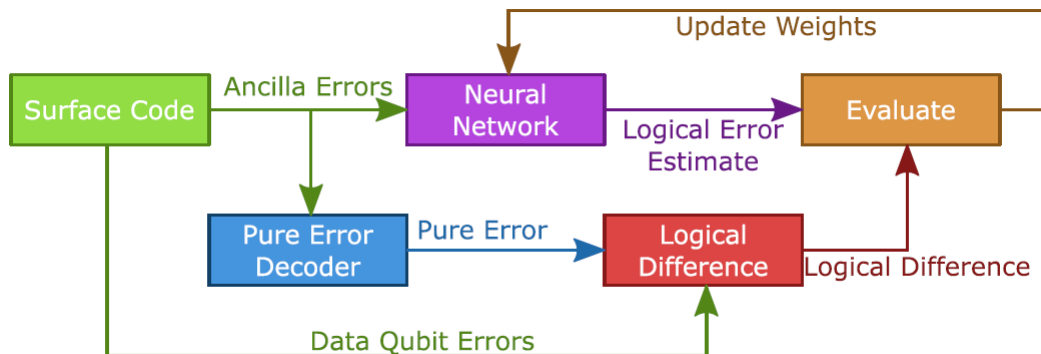 Update Weights
Surface Code
Ancilla Errors
Neural
Network
Logical Error
Estimate
Evaluate
Pure Error
Decoder
Pure Error
Logical
Difference
Logical Difference
Data Qubit Errors